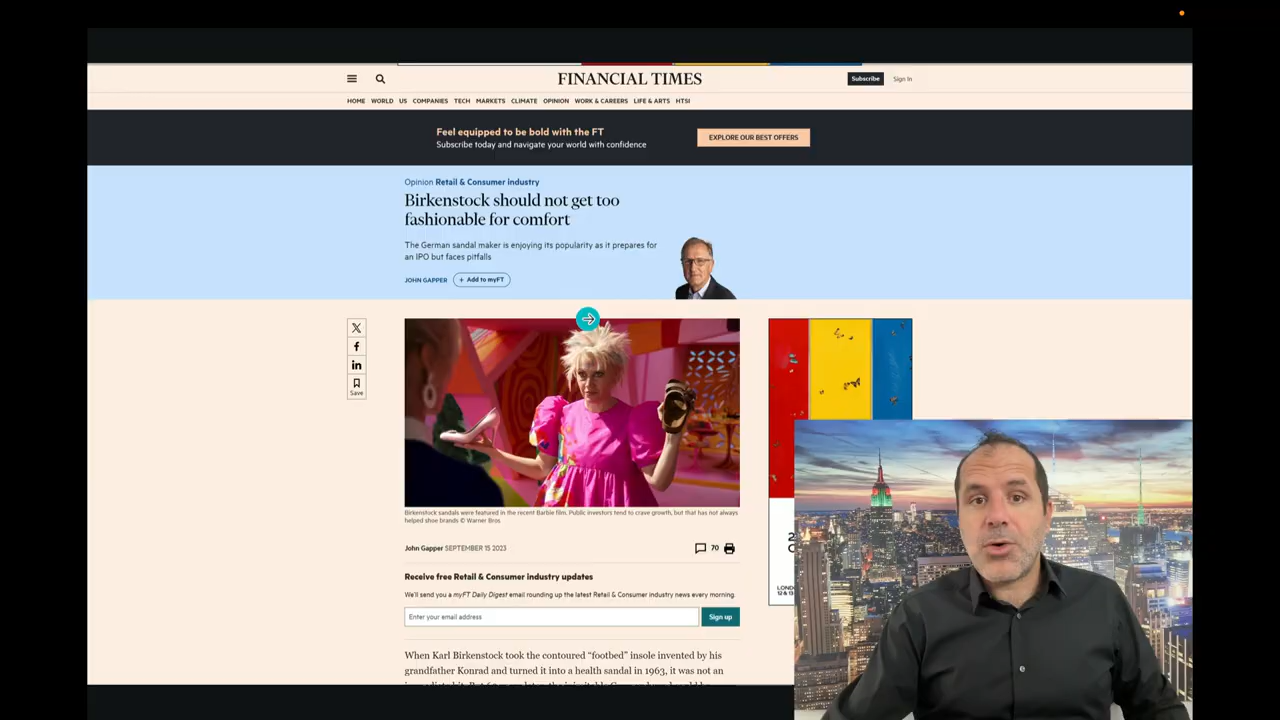 FINANCIAL TIMES
Subscribe
Sign In
HOME WORLD US COMPANIES TECH MARKETS CLIMATE OPINION WORK & CAREERS LIFE & ARTS HTSI
Feel equipped to be bold with the FT
Subscribe today and navigate your world with confidence
EXPLORE OUR BEST OFFERS
Opinion Retail & Consumer industry
Birkenstock should not get too
fashionable for comfort
The German sandal maker is enjoying its popularity as it prepares for
an IPO but faces pitfalls
JOHN GAPPER
+ Add to myFT
Save
Birkenstock sandals were featured in the recent Barbie film. Public investors tend to crave growth, but that has not always
helped shoe brands © Warner Bros
John Gapper SEPTEMBER 15 2023
70
Receive free Retail & Consumer industry updates
We'll send you a myFT Daily Digest email rounding up the latest Retail & Consumer industry news every morning.
Enter your email address
Sign up
When Karl Birkenstock took the contoured “footbed” insole invented by his
grandfather Konrad and turned it into a health sandal in 1963, it was not an